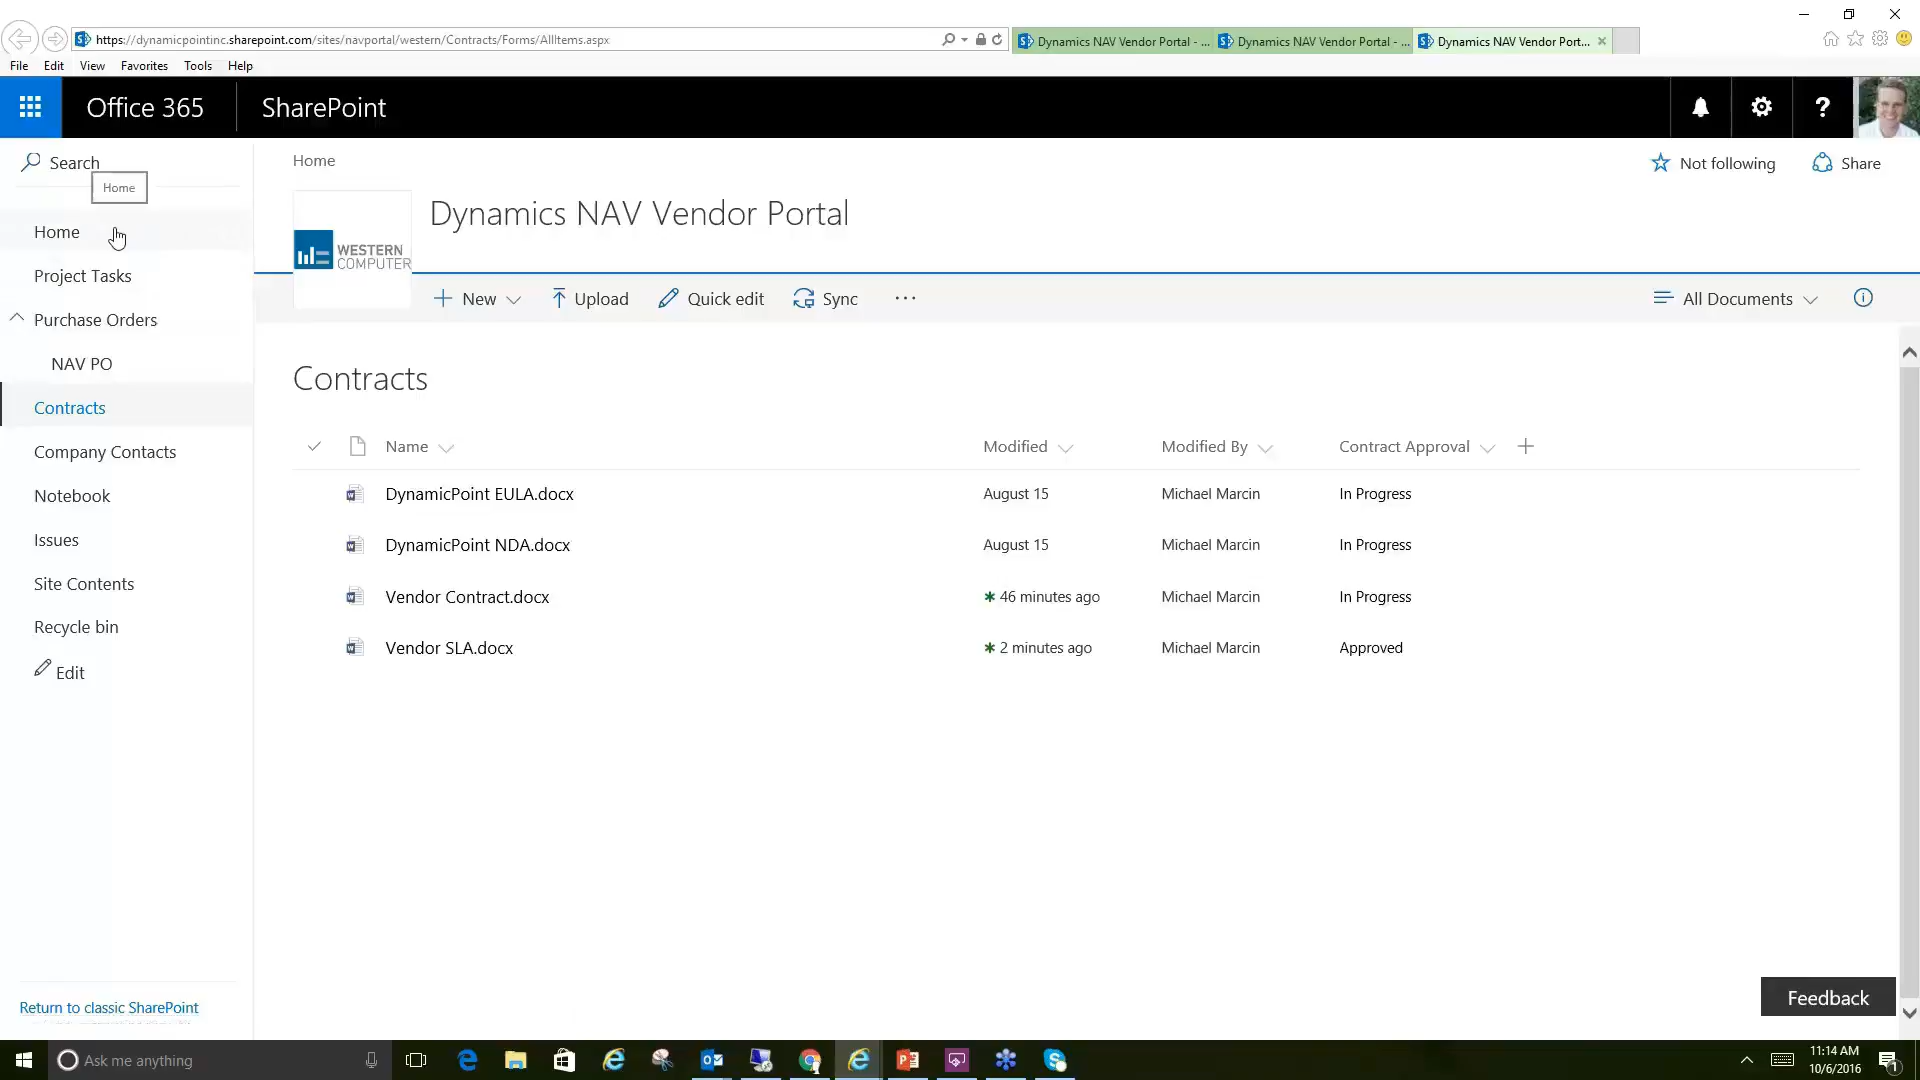 https://dynamicpointinc.sharepoint.com/sites/navportal/western/Contracts/Forms/AllItems.aspx
Dynamics NAV Vendor Portal - ...
Dynamics NAV Vendor Portal - ...
Dynamics NAV Vendor Port...
File Edit View Favorites Tools Help
Office 365 SharePoint
Search
Home
Home
Project Tasks
Purchase Orders
NAV PO
Contracts
Company Contacts
Notebook
Issues
Site Contents
Recycle bin
Edit
Return to classic SharePoint
Home
Not following Share
WESTERN
COMPUTER
Dynamics NAV Vendor Portal
New Upload Quick edit Sync ... All Documents
Contracts
Name Modified Modified By Contract Approval
DynamicPoint EULA.docx August 15 Michael Marcin In Progress
DynamicPoint NDA.docx August 15 Michael Marcin In Progress
Vendor Contract.docx 46 minutes ago Michael Marcin In Progress
Vendor SLA.docx 2 minutes ago Michael Marcin Approved
Feedback
Ask me anything
11:14 AM
10/6/2016
1